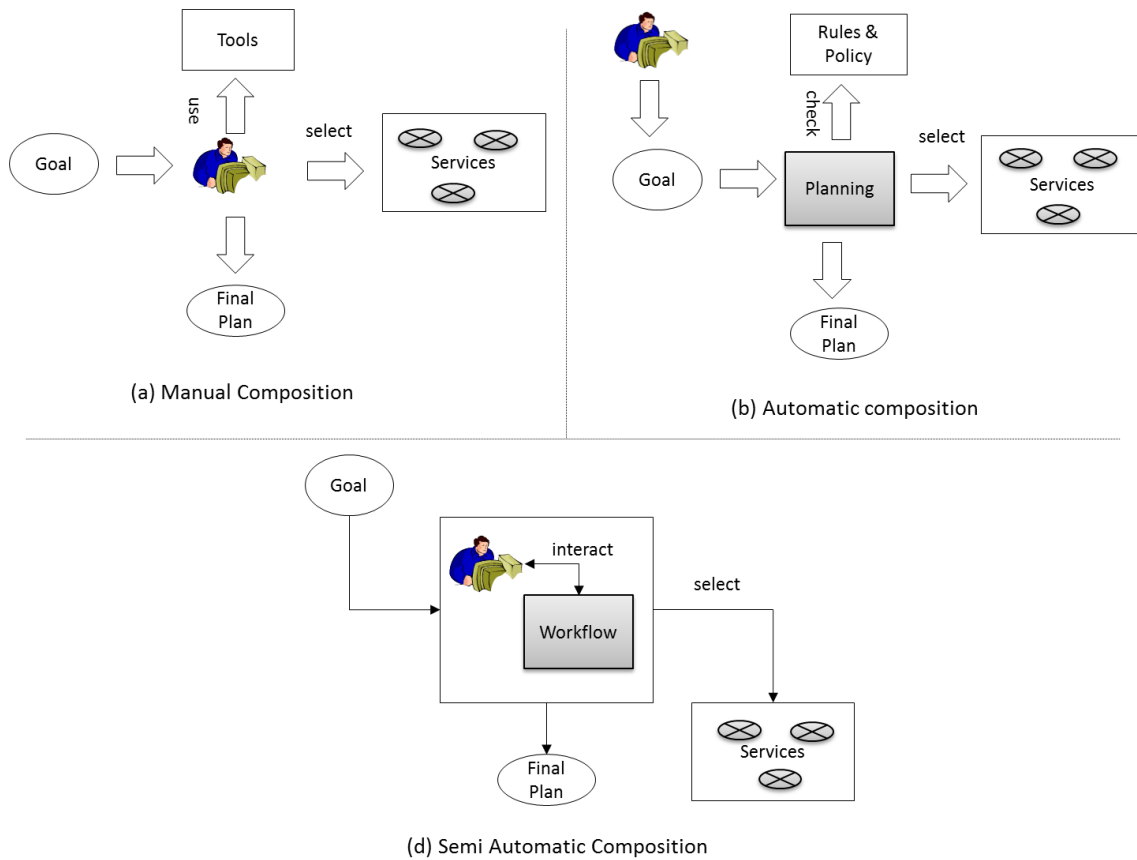 Tools
use
Goal
select
Services
Final
Plan
(a) Manual Composition
Rules &
Policy
check
Goal
Planning
select
Services
Final
Plan
(b) Automatic composition
Goal
interact
Workflow
select
Services
Final
Plan
(d) Semi Automatic Composition